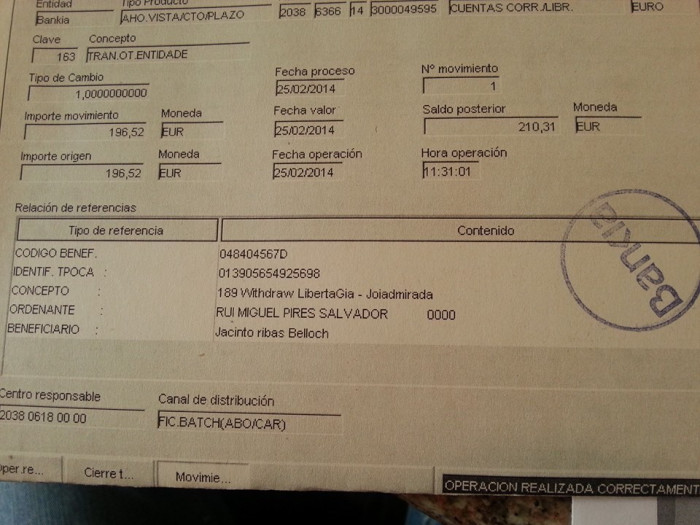 Entidad Tipo Producto
Bankia AHO.VISTA/CTO/PLAZO 2038 6366 14 3000049595 CUENTAS CORR./LIBR. EURO
Clave Concepto
163 TRAN.OT.ENTIDADE
Tipo de Cambio Fecha proceso Nº movimiento
1,0000000000 25/02/2014 1
Importe movimiento Moneda Fecha valor Saldo posterior Moneda
196,52 EUR 25/02/2014 210,31 EUR
Importe origen Moneda Fecha operación Hora operación
196,52 EUR 25/02/2014 11:31:01
Relación de referencias
Tipo de referencia Contenido
CODIGO BENEF. 048404567D
IDENTIF. TPOCA : 013905654925698
CONCEPTO : 189 Withdraw LibertaGia - Joiadmirada
ORDENANTE : RUI MIGUEL PIRES SALVADOR 0000
BENEFICIARIO : Jacinto ribas Belloch
Bankia
Centro responsable Canal de distribución
2038 0618 00 00 FIC.BATCH(ABO/CAR)
per.re... Cierre t... Movimie...
OPERACION REALIZADA CORRECTAMENT